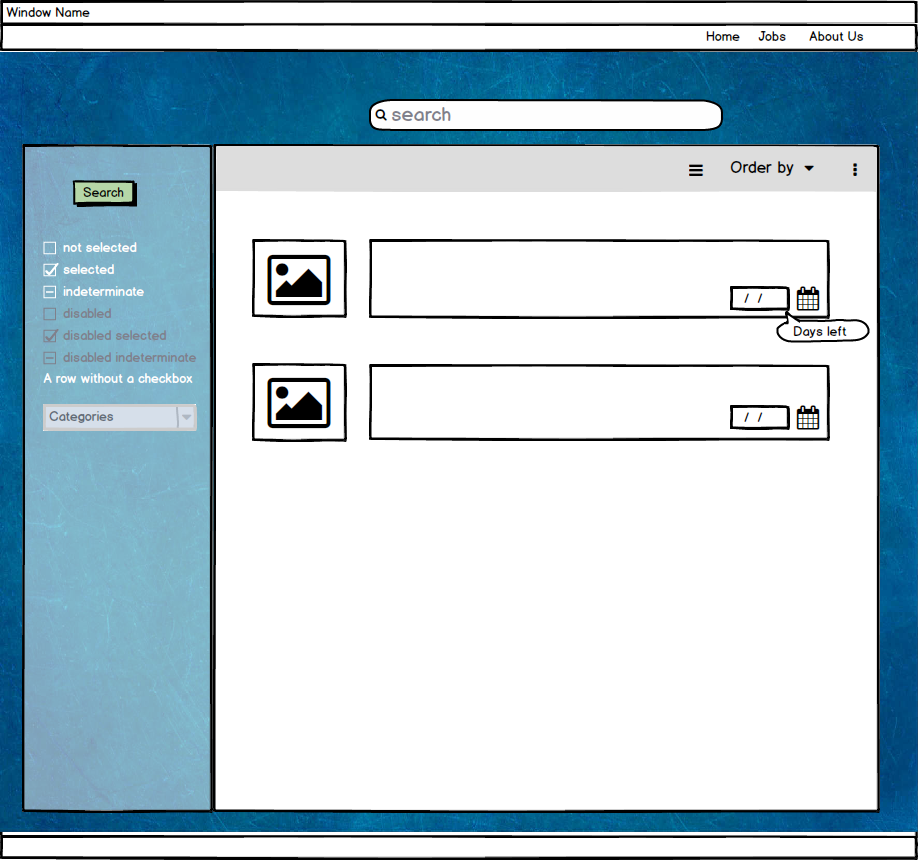 Window Name
Home Jobs About Us
search
Search
Order by
not selected
selected
indeterminate
disabled
disabled selected
disabled indeterminate
A row without a checkbox
Categories
/ /
Days left
/ /